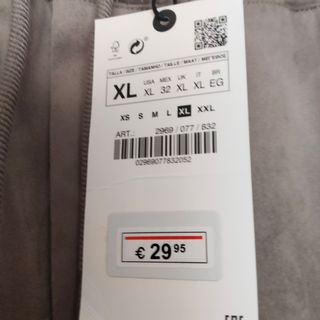 TALLA / SIZE / TAMANHO / TAILLE / MAAT /
XL
USA MEX UK IT BR
XL 32 XL XL EG
XS S M L XL XXL
ART.: 2969 / 077 / 832
02969077832052
€ 29 95